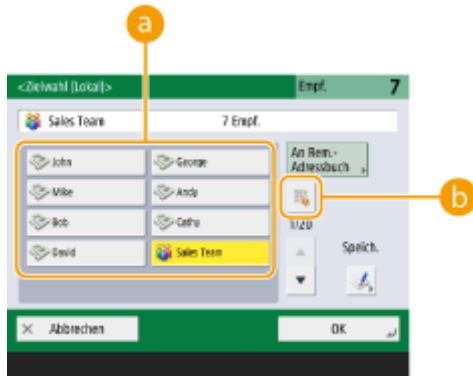 a
<Zielwahl (Lokal)>
Empf. 7
Sales Team 7 Empf.
John George
An Rem.-
Adressbuch
Mike Andy
b
Bob Cathy
1/20
David Sales Team
Speich.
Abbrechen OK